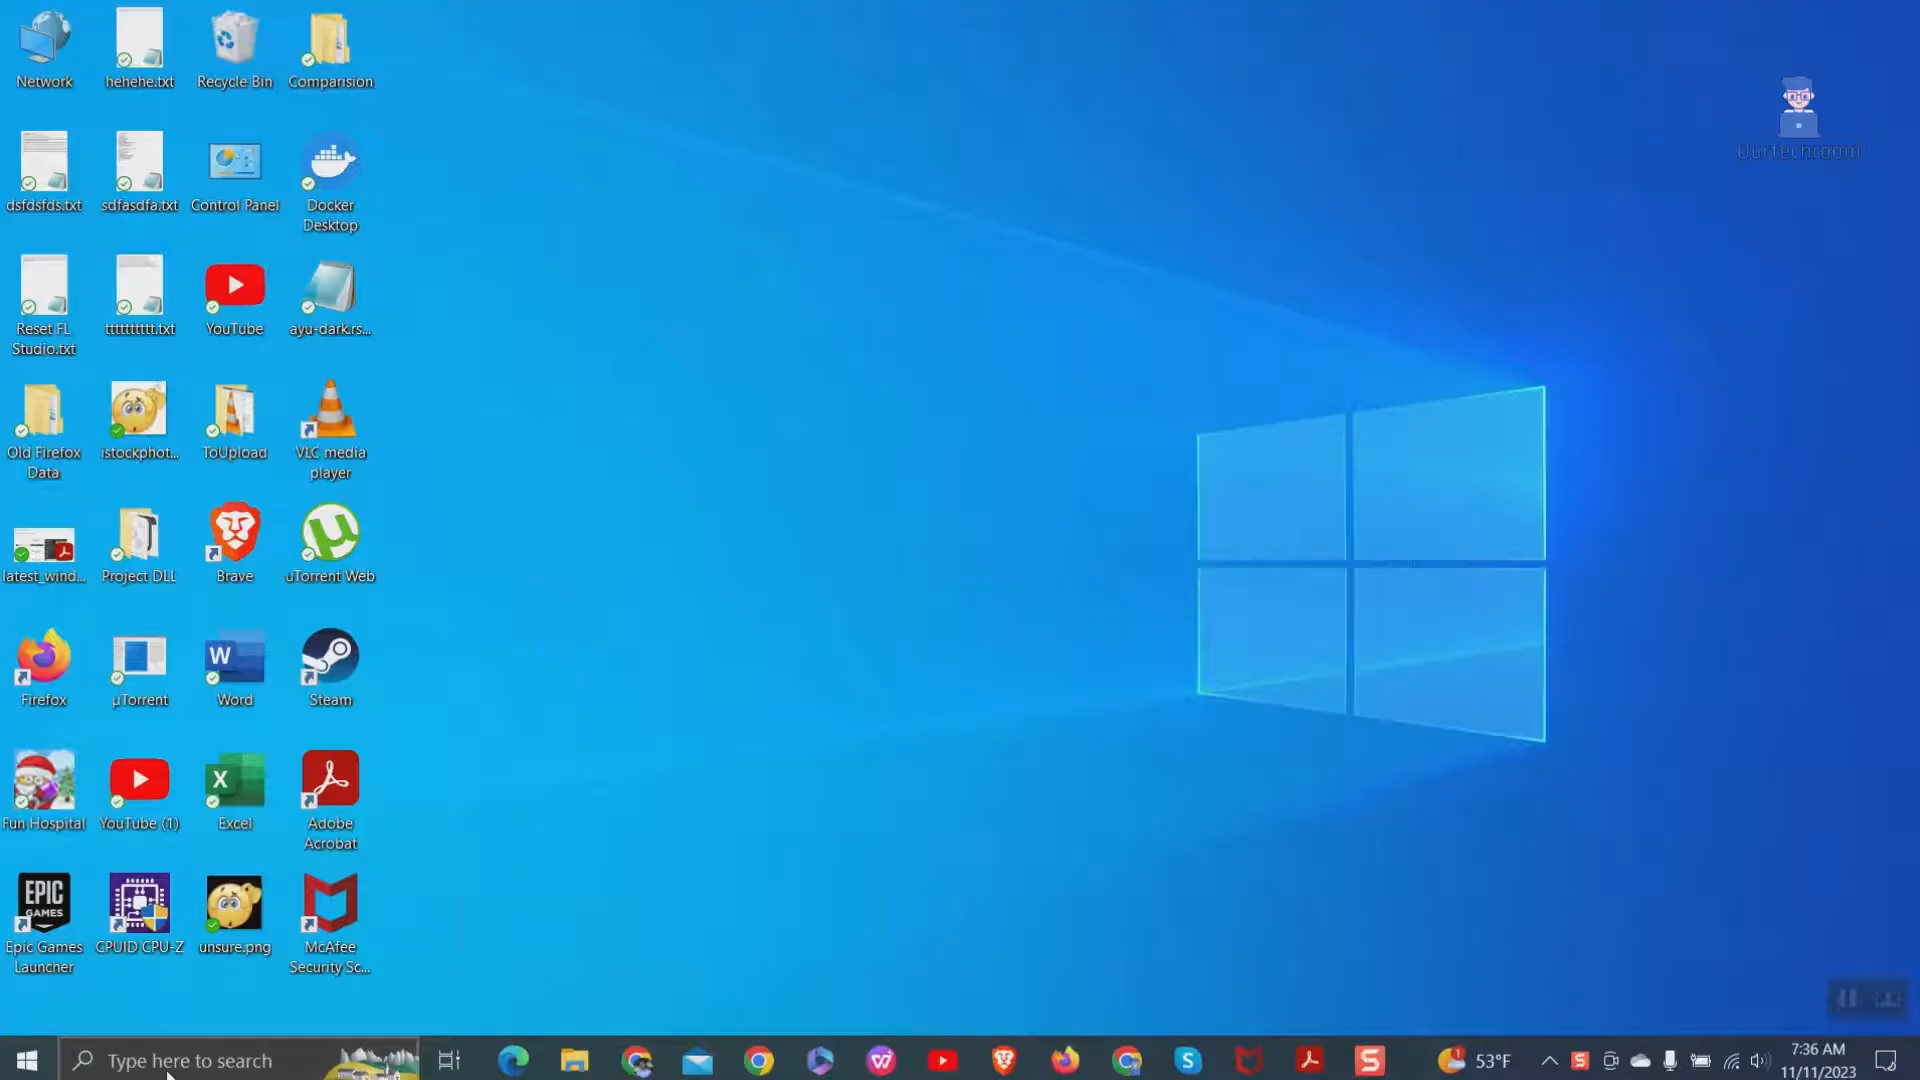 Network
hehehe.txt
Recycle Bin
Comparision
Ourtechroom
dsfdsfds.txt
sdfasdfa.txt
Control Panel
Docker
Desktop
Reset FL
Studio.txt
tttttttttt.txt
YouTube
ayu-dark.rs...
Old Firefox
Data
istockphot...
ToUpload
VLC media
player
latest_wind...
Project DLL
Brave
uTorrent Web
Firefox
µTorrent
W
Word
Steam
Fun Hospital
YouTube (1)
X
Excel
Adobe
Acrobat
EPIC
GAMES
Epic Games
Launcher
CPUID CPU-Z
unsure.png
McAfee
Security Sc...
Type here to search
W
S
S
1
53°F
S
7:36 AM
11/11/2023